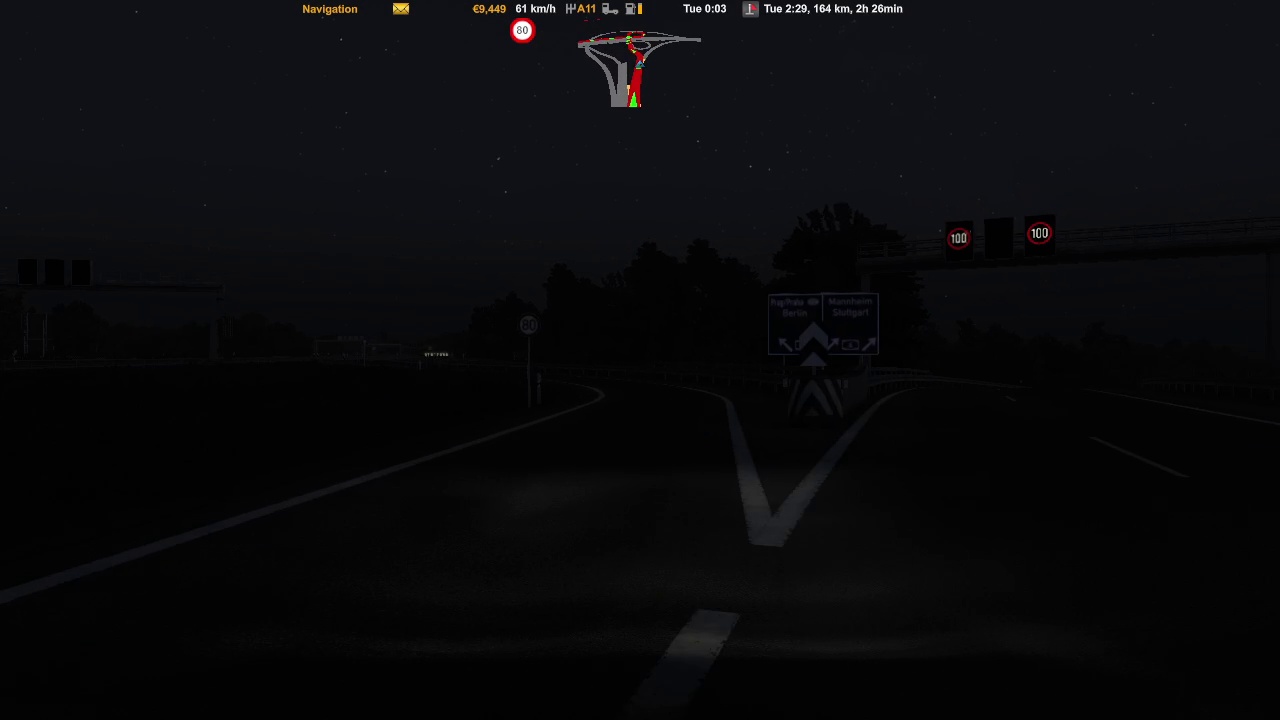 Navigation €9,449 61 km/h A11 Tue 0:03 Tue 2:29, 164 km, 2h 26min
80
100 100
80
Berlin
Mannheim
Stuttgart